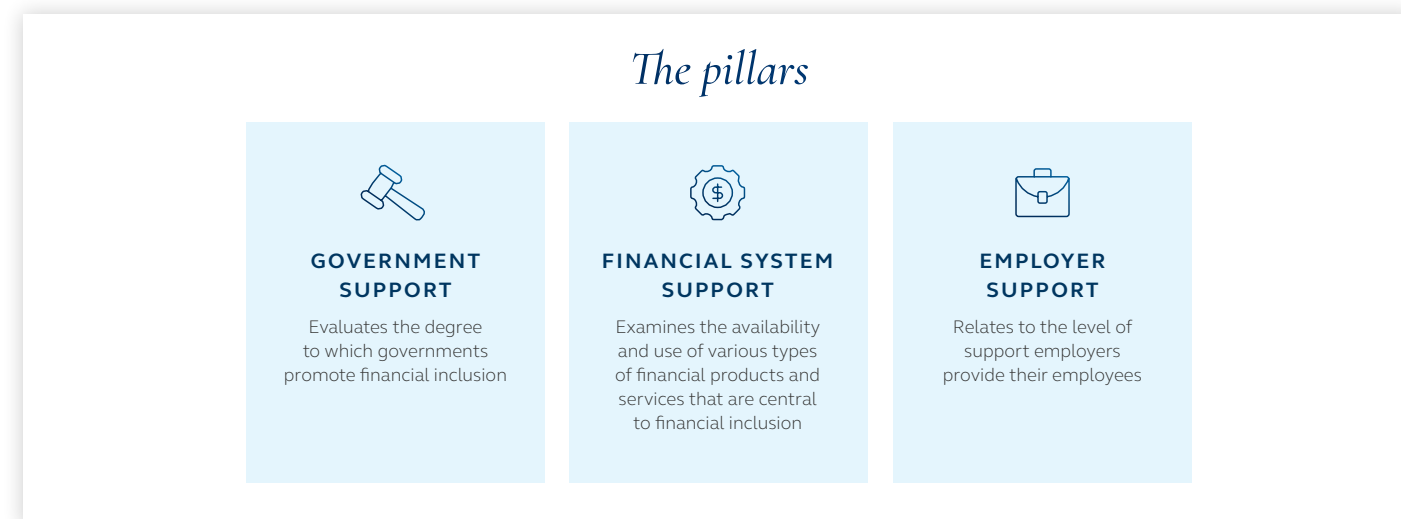 The pillars
GOVERNMENT
SUPPORT
Evaluates the degree
to which governments
promote financial inclusion
$
FINANCIAL SYSTEM
SUPPORT
Examines the availability
and use of various types
of financial products and
services that are central
to financial inclusion
EMPLOYER
SUPPORT
Relates to the level of
support employers
provide their employees